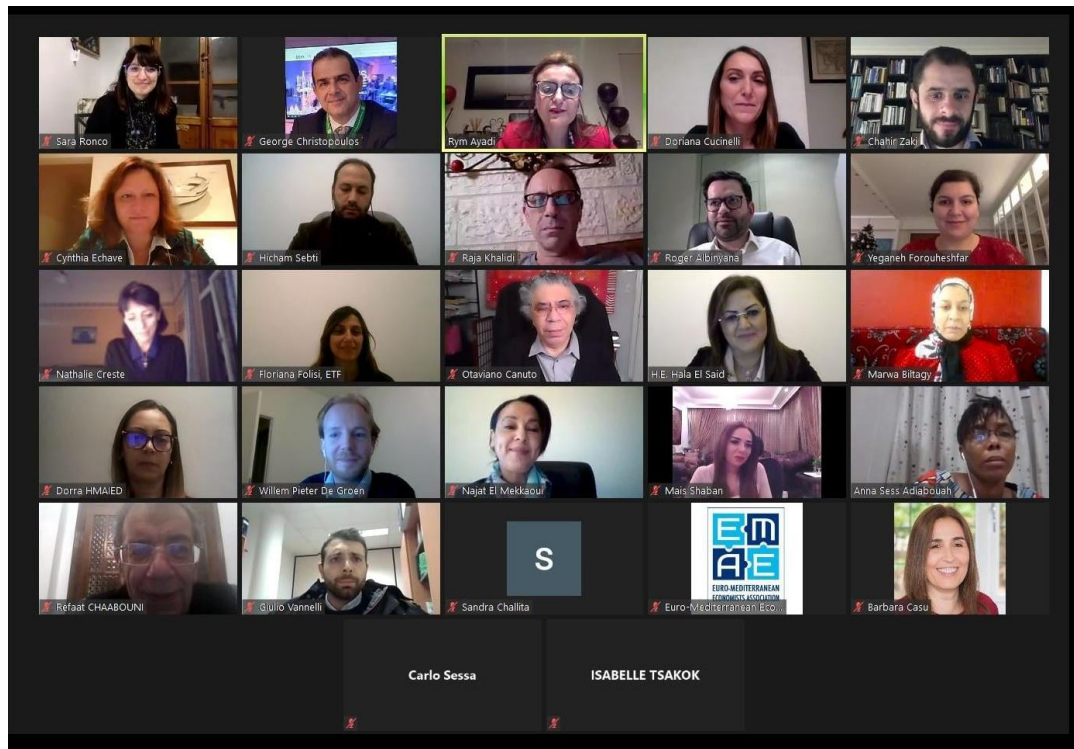 Sara Ronco
George Christopoulos
Rym Ayadi
Doriana Cucinelli
Chahir Zaki
Cynthia Echave
Hicham Sebti
Raja Khalidi
Roger Albinyana
Yeganeh Forouheshfar
Nathalie Creste
Floriana Folisi, ETF
Otaviano Canuto
H.E. Hala El Said
Marwa Biltagy
Dorra HMAIED
Willem Pieter De Groen
Najat El Mekkaoui
Mais Shaban
Anna Sess Adiabouah
Refaat CHAABOUNI
Giulio Vannelli
S
Sandra Challita
EM
AE
EURO-MEDITERRANEAN
ECONOMISTS ASSOCIATION
Euro-Mediterranean Eco...
Barbara Casu
Carlo Sessa
ISABELLE TSAKOK